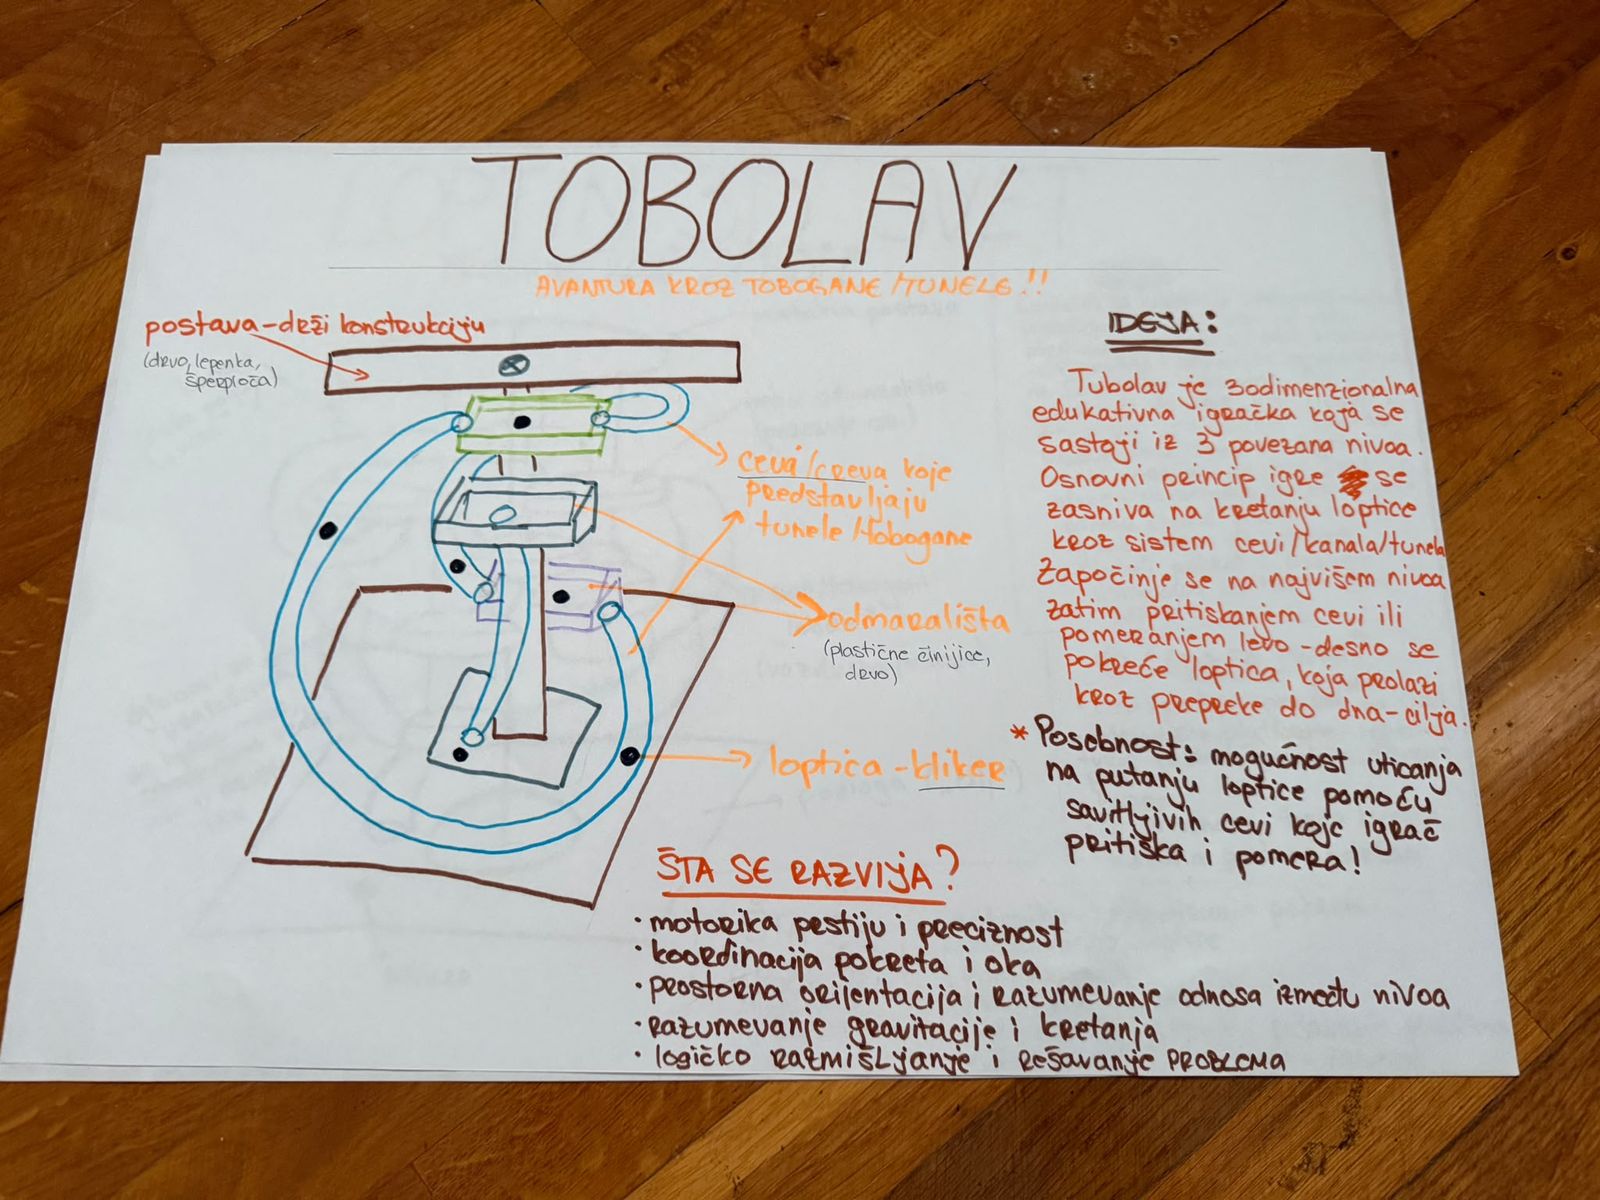 TOBOLAV
AVANTURA KROZ TOBOGANE/TUNELE!!
postava-drži konstrukciju
(drvo, lepenka,
šperploča)
cevi/creva koje
predstavljaju
tunele/tobogane
odmarališta
(plastične činijice,
drvo)
loptica-kliker
IDEJA:
Tubolav je 3odimenzionalna
edukativna igračka koja se
sastoji iz 3 povezana nivoa.
Osnovni princip igre se
zasniva na kretanju loptice
kroz sistem cevi/kanala/tunela
Započinje se na najvišem nivoa
zatim pritiskanjem cevi ili
pomeranjem levo-desno se
pokreće loptica, koja prolazi
kroz prepreke do dna-cilja.
* Posebnost: mogućnost uticanja
na putanju loptice pomoću
savitljivih cevi koje igrač
pritiska i pomera!
ŠTA SE RAZVIJA?
· motorika prstiju i preciznost
· koordinacija pokreta i oka
· prostorna orijentacija i razumevanje odnosa između nivoa
· razumevanje gravitacije i kretanja
· logičko razmišljanje i rešavanje PROBLEMA